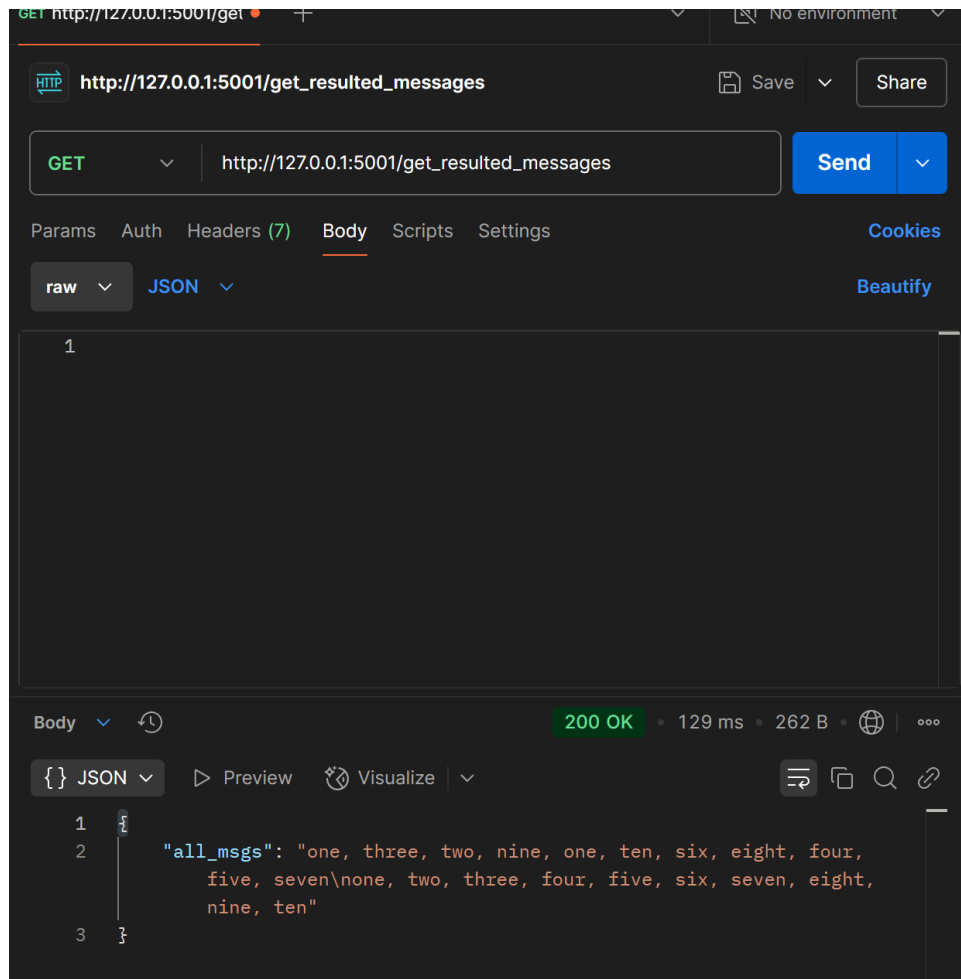 GET http://127.0.0.1:5001/get
No environment
HTTP http://127.0.0.1:5001/get_resulted_messages Save Share
GET http://127.0.0.1:5001/get_resulted_messages Send
Params Auth Headers (7) Body Scripts Settings Cookies
raw JSON Beautify
1
Body 200 OK • 129 ms • 262 B •
{} JSON Preview Visualize
1 {
2 "all_msgs": "one, three, two, nine, one, ten, six, eight, four,
five, seven\none, two, three, four, five, six, seven, eight,
nine, ten"
3 }